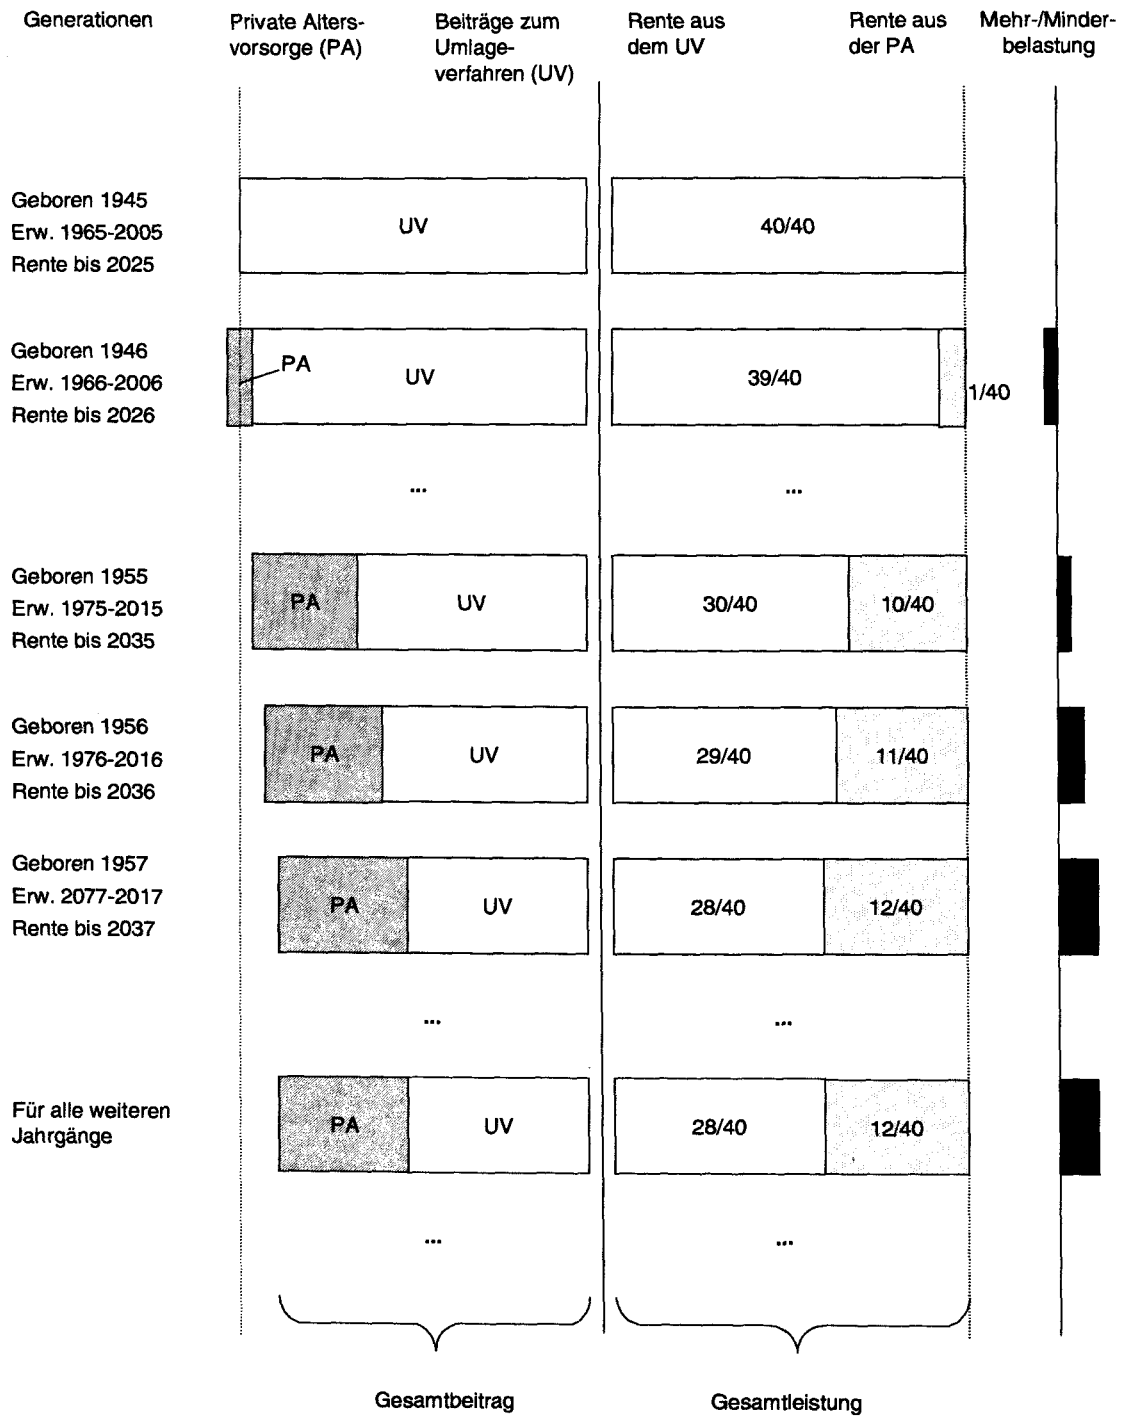 Generationen
Private Alters-
vorsorge (PA)
Beiträge zum
Umlage-
verfahren (UV)
Rente aus
dem UV
Rente aus
der PA
Mehr-/Minder-
belastung
Geboren 1945
Erw. 1965-2005
Rente bis 2025
UV
40/40
Geboren 1946
Erw. 1966-2006
Rente bis 2026
PA
UV
39/40
1/40
...
...
Geboren 1955
Erw. 1975-2015
Rente bis 2035
PA
UV
30/40
10/40
Geboren 1956
Erw. 1976-2016
Rente bis 2036
PA
UV
29/40
11/40
Geboren 1957
Erw. 2077-2017
Rente bis 2037
PA
UV
28/40
12/40
...
...
Für alle weiteren
Jahrgänge
PA
UV
28/40
12/40
...
...
Gesamtbeitrag
Gesamtleistung